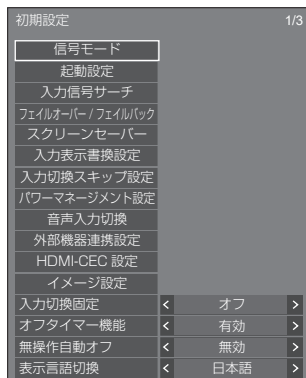 初期設定 1/3
信号モード
起動設定
入力信号サーチ
フェイルオーバー / フェイルバック
スクリーンセーバー
入力表示書換設定
入力切換スキップ設定
パワーマネージメント設定
音声入力切換
外部機器連携設定
HDMI-CEC 設定
イメージ設定
入力切換固定 < オフ >
オフタイマー機能 < 有効 >
無操作自動オフ < 無効 >
表示言語切換 < 日本語 >